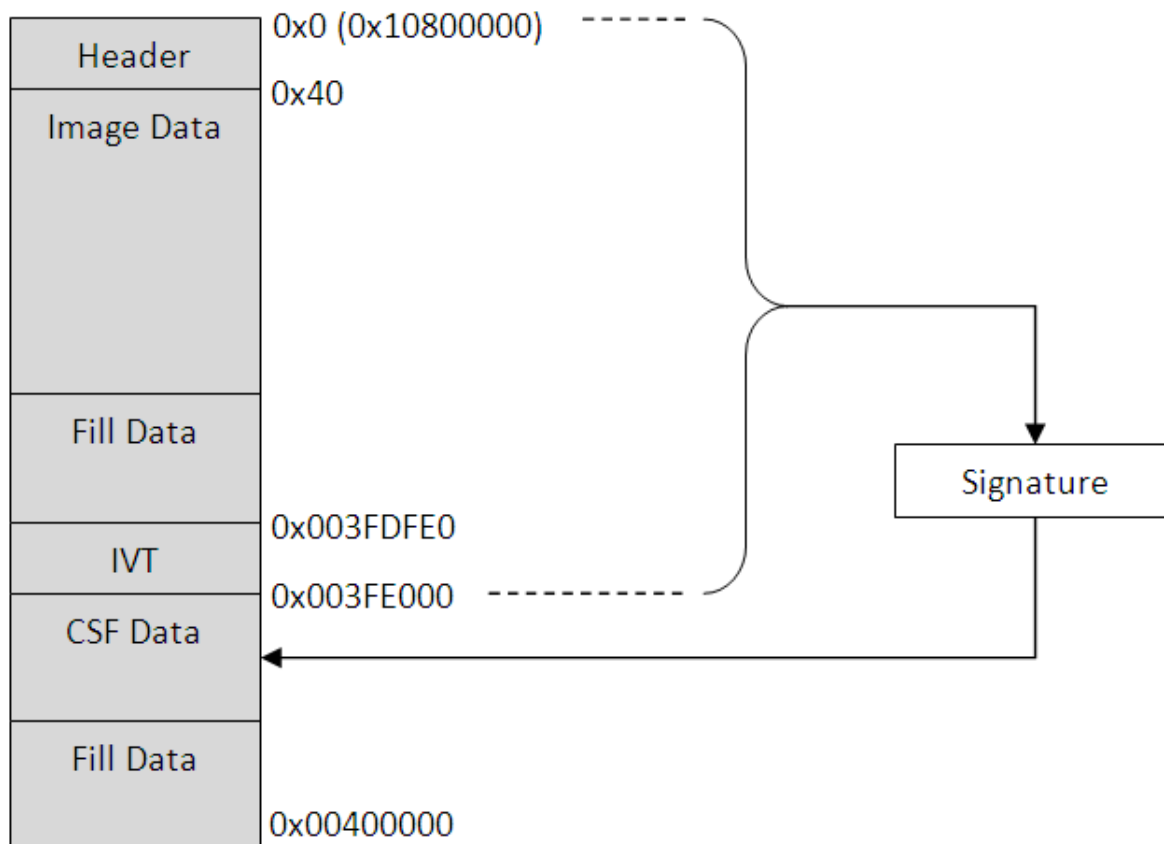 0x0 (0x10800000)
Header
0x40
Image Data
Fill Data
Signature
0x003FDFE0
IVT
0x003FE000
CSF Data
Fill Data
0x00400000